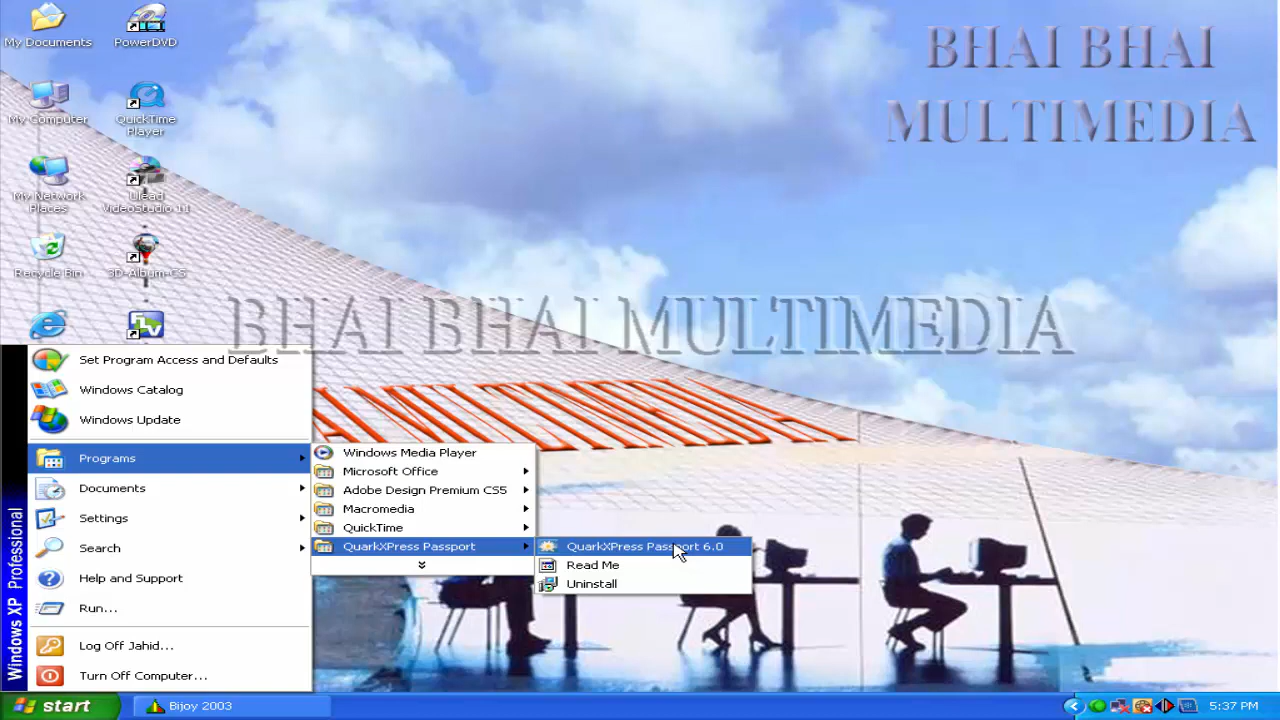 My Documents
PowerDVD
BHAI BHAI
MULTIMEDIA
My Computer
QuickTime
Player
My Network
Places
Ulead
VideoStudio 11
Recycle Bin
3D-Album-CS
BHAI BHAI MULTIMEDIA
Set Program Access and Defaults
Windows Catalog
Windows Update
Programs
Documents
Settings
Search
Help and Support
Run...
Log Off Jahid...
Turn Off Computer...
Windows XP Professional
Windows Media Player
Microsoft Office
Adobe Design Premium CS5
Macromedia
QuickTime
QuarkXPress Passport
QuarkXPress Passport 6.0
Read Me
Uninstall
start
Bijoy 2003
5:37 PM